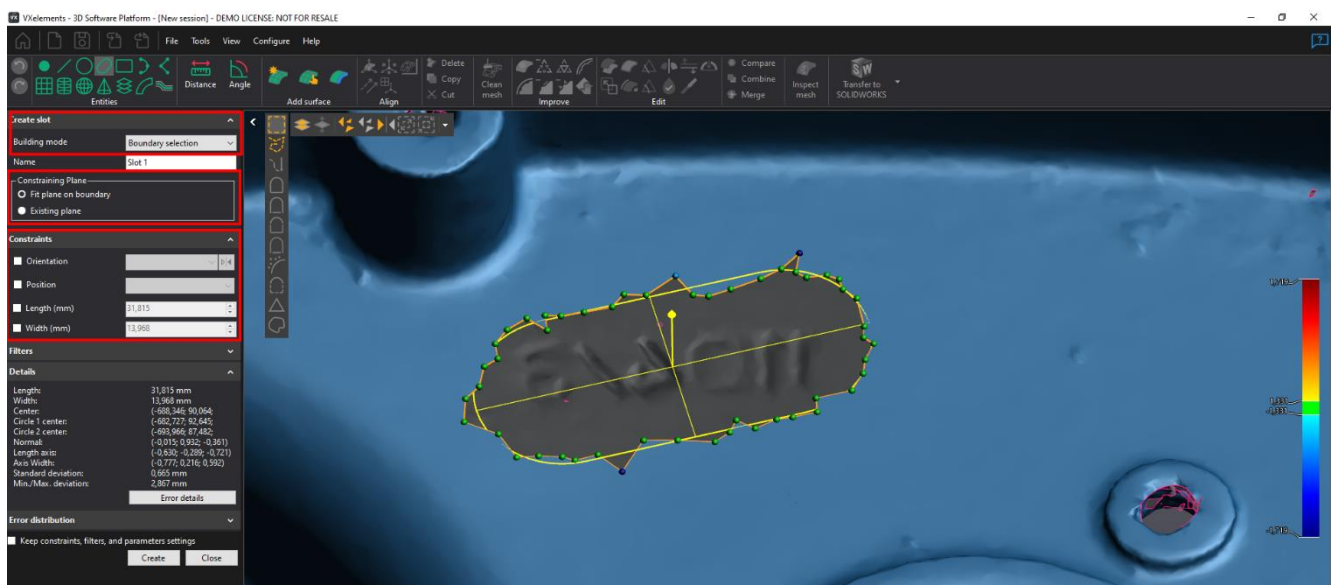 VX VXelements - 3D Software Platform - [New session] - DEMO LICENSE: NOT FOR RESALE
File Tools View Configure Help
Distance Angle
Delete
Copy
Cut
Clean mesh
Compare
Combine
Merge
Inspect mesh
Transfer to SOLIDWORKS
Entities Add surface Align Improve Edit
Create slot
Building mode Boundary selection
Name Slot 1
Constraining Plane
Fit plane on boundary
Existing plane
Constraints
Orientation
Position
Length (mm) 31,815
Width (mm) 13,968
Filters
Details
Length: 31,815 mm
Width: 13,968 mm
Center: (-688,346; 90,064;
Circle 1 center: (-682,727; 92,645;
Circle 2 center: (-693,966; 87,482;
Normal: (-0,015; 0,932; -0,361)
Length axis: (-0,630; -0,289; -0,721)
Axis Width: (-0,777; 0,216; 0,592)
Standard deviation: 0,665 mm
Min./Max. deviation: 2,867 mm
Error details
Error distribution
Keep constraints, filters, and parameters settings
Create Close